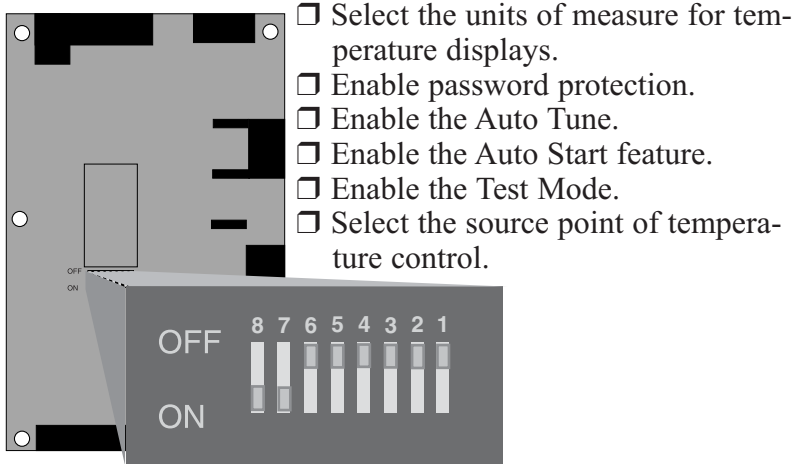 ❒ Select the units of measure for tem-
perature displays.
❒ Enable password protection.
❒ Enable the Auto Tune.
❒ Enable the Auto Start feature.
❒ Enable the Test Mode.
❒ Select the source point of tempera-
ture control.
OFF
ON
8 7 6 5 4 3 2 1
OFF
ON